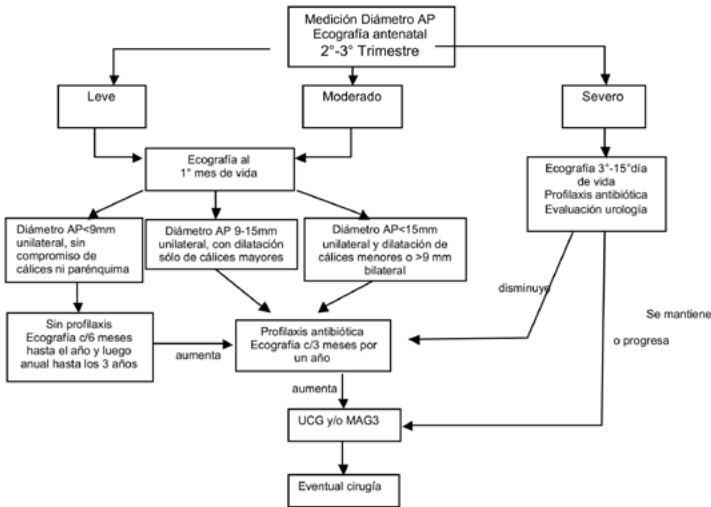 Medición Diámetro AP
Ecografía antenatal
2°-3° Trimestre
Leve
Moderado
Severo
Ecografía al
1° mes de vida
Ecografía 3°-15°día
de vida
Profilaxis antibiótica
Evaluación urología
Diámetro AP<9mm
unilateral, sin
compromiso de
cálices ni parénquima
Diámetro AP 9-15mm
unilateral, con dilatación
sólo de cálices mayores
Diámetro AP<15mm
unilateral y dilatación de
cálices menores o >9 mm
bilateral
disminuye
Se mantiene
o progresa
Sin profilaxis
Ecografía c/6 meses
hasta el año y luego
anual hasta los 3 años
aumenta
Profilaxis antibiótica
Ecografía c/3 meses por
un año
aumenta
UCG y/o MAG3
Eventual cirugía